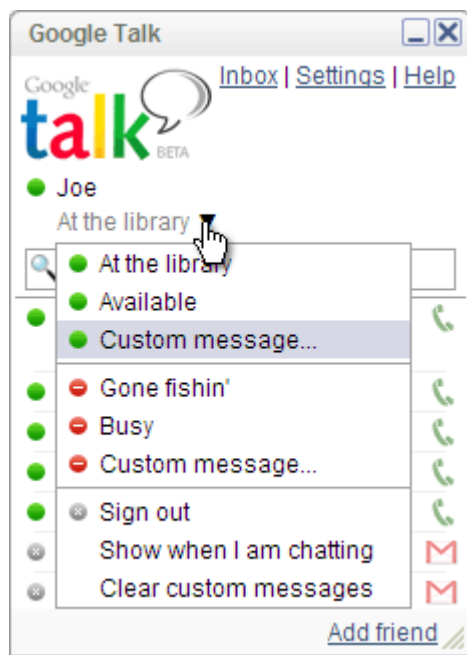 Google Talk
Inbox | Settings | Help
Google
talk
BETA
Joe
At the library
At the library
Available
Custom message...
Gone fishin'
Busy
Custom message...
Sign out
Show when I am chatting
Clear custom messages
Add friend